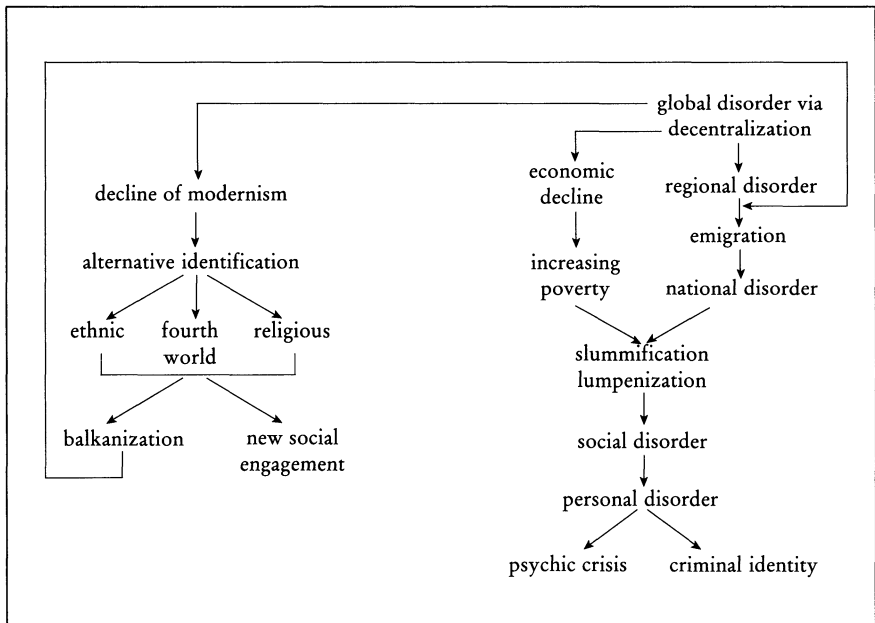 global disorder via
decentralization
economic
decline
regional disorder
decline of modernism
emigration
alternative identification
increasing
poverty
national disorder
ethnic
fourth
world
religious
slummification
lumpenization
balkanization
new social
engagement
social disorder
personal disorder
psychic crisis
criminal identity